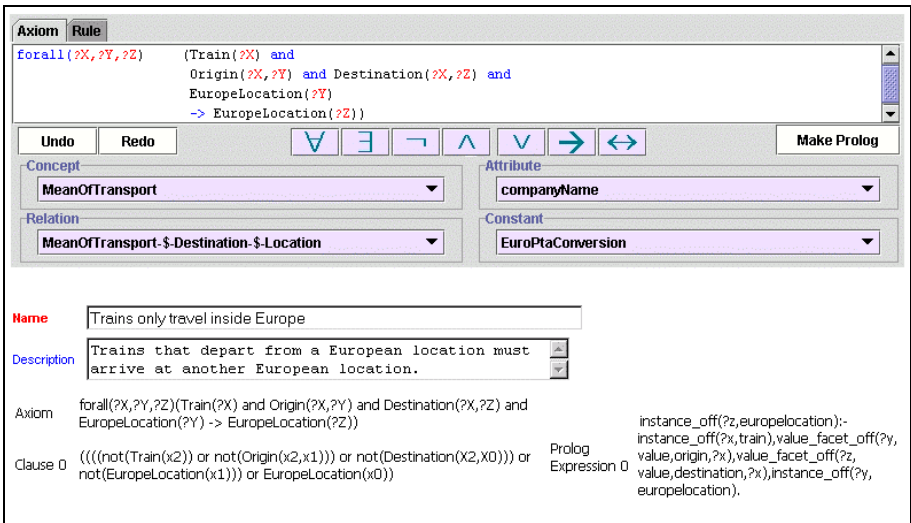 Axiom Rule
forall(?X,?Y,?Z) (Train(?X) and
Origin(?X,?Y) and Destination(?X,?Z) and
EuropeLocation(?Y)
-> EuropeLocation(?Z))
Undo Redo ∀ ∃ ¬ ∧ ∨ → ↔ Make Prolog
Concept Attribute
MeanOfTransport companyName
Relation Constant
MeanOfTransport-$-Destination-$-Location EuroPtaConversion
Name Trains only travel inside Europe
Description Trains that depart from a European location must
arrive at another European location.
Axiom forall(?X,?Y,?Z)(Train(?X) and Origin(?X,?Y) and Destination(?X,?Z) and
EuropeLocation(?Y) -> EuropeLocation(?Z))
Clause 0 ((((not(Train(x2)) or not(Origin(x2,x1))) or not(Destination(X2,X0))) or
not(EuropeLocation(x1))) or EuropeLocation(x0))
Prolog
Expression 0
instance_off(?z,europelocation):-
instance_off(?x,train),value_facet_off(?y,
value,origin,?x),value_facet_off(?z,
value,destination,?x),instance_off(?y,
europelocation).